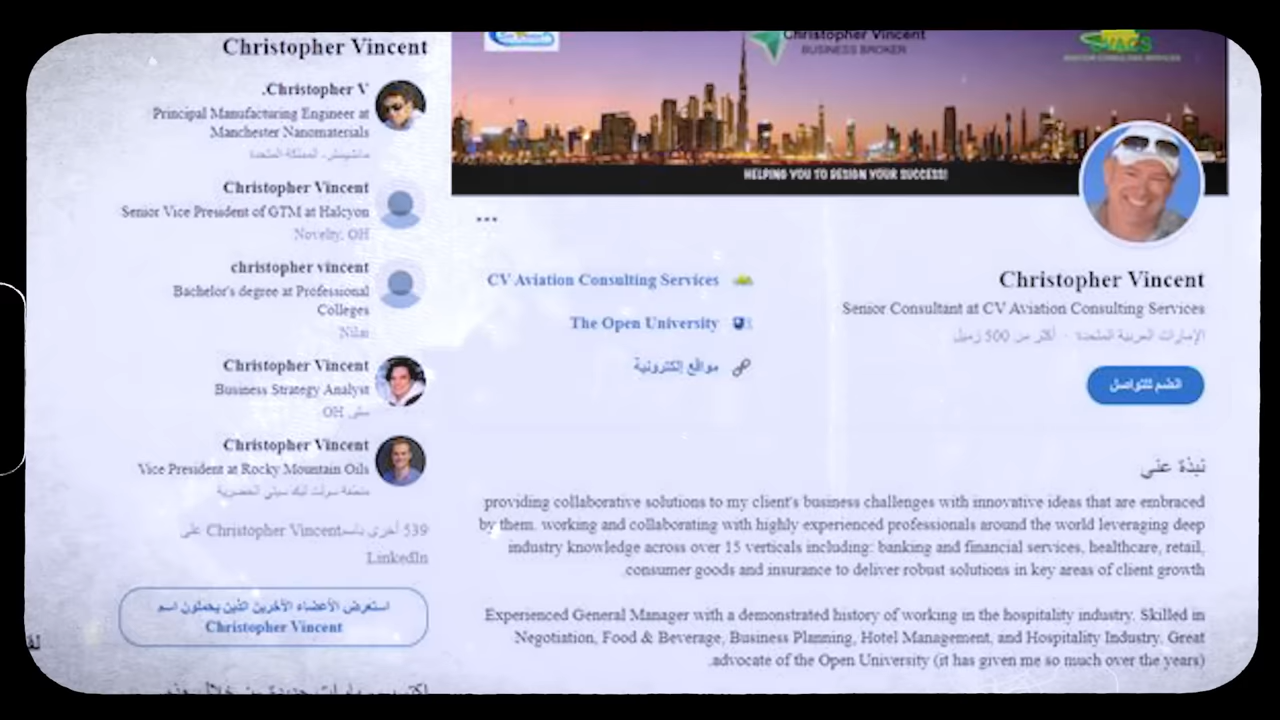 Christopher Vincent
.Christopher V
Principal Manufacturing Engineer at
Manchester Nanomaterials
مانشستر، المملكة المتحدة
Christopher Vincent
Senior Vice President of GTM at Halcyon
Novelty, OH
christopher vincent
Bachelor's degree at Professional
Colleges
Nilai
Christopher Vincent
Business Strategy Analyst
OH
Christopher Vincent
Vice President at Rocky Mountain Oils
منطقة سولت ليك سيتي الحضرية
539 أخرى باسمChristopher Vincent على
LinkedIn
استعرض الأعضاء الآخرين الذين يحملون اسم
Christopher Vincent
Christopher Vincent
BUSINESS BROKER
HELPING YOU TO DESIGN YOUR SUCCESS!
Christopher Vincent
Senior Consultant at CV Aviation Consulting Services
الإمارات العربية المتحدة · أكثر من 500 زميل
انضم للتواصل
CV Aviation Consulting Services
The Open University
مواقع إلكترونية
نبذة عني
providing collaborative solutions to my client's business challenges with innovative ideas that are embraced
by them. working and collaborating with highly experienced professionals around the world leveraging deep
industry knowledge across over 15 verticals including: banking and financial services, healthcare, retail,
.consumer goods and insurance to deliver robust solutions in key areas of client growth
Experienced General Manager with a demonstrated history of working in the hospitality industry. Skilled in
Negotiation, Food & Beverage, Business Planning, Hotel Management, and Hospitality Industry. Great
.advocate of the Open University (it has given me so much over the years)